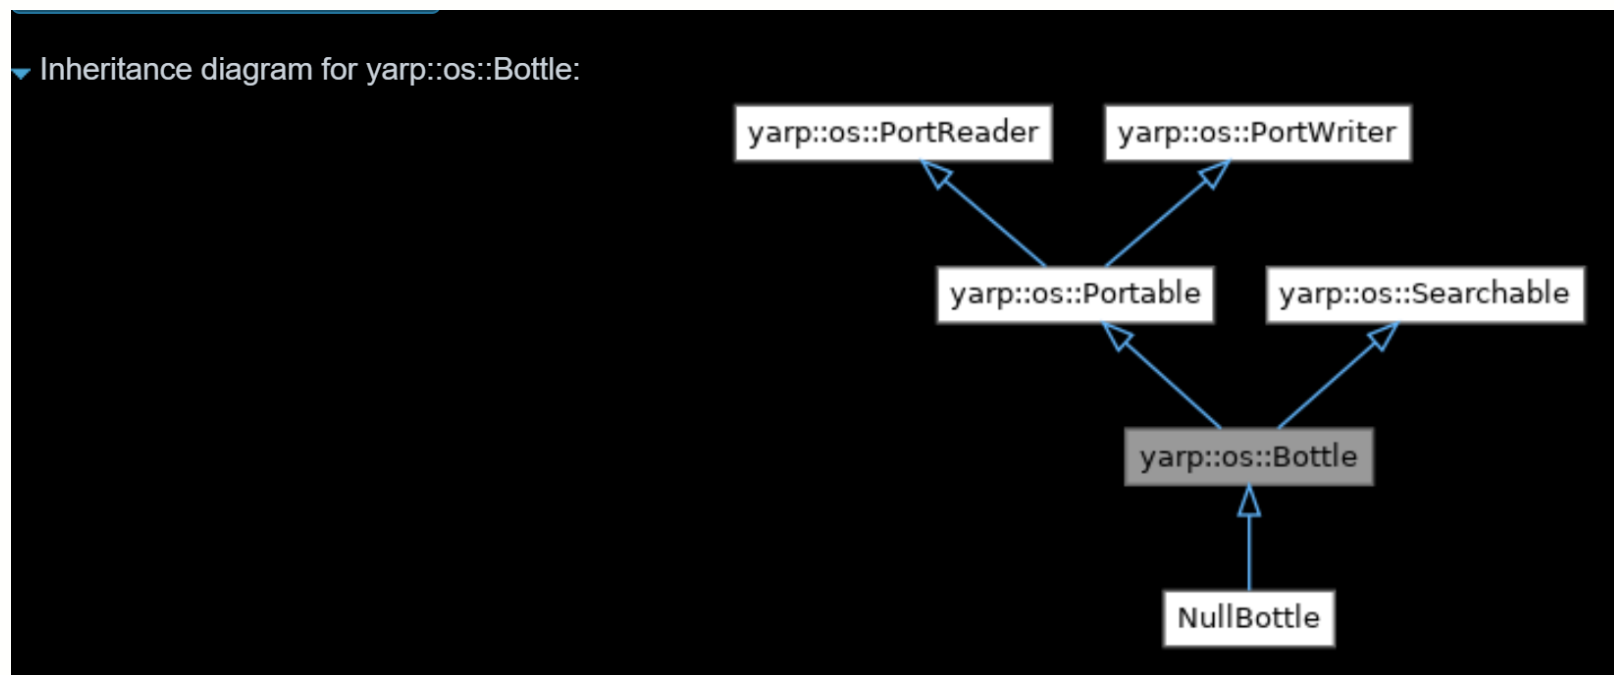 Inheritance diagram for yarp::os::Bottle:
yarp::os::PortReader
yarp::os::PortWriter
yarp::os::Portable
yarp::os::Searchable
yarp::os::Bottle
NullBottle